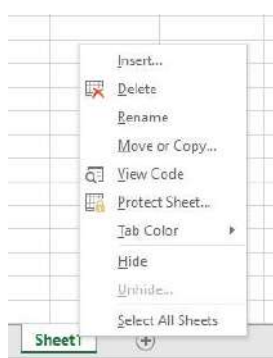 Insert...
Delete
Rename
Move or Copy...
View Code
Protect Sheet...
Tab Color
Hide
Unhide...
Select All Sheets
Sheet1